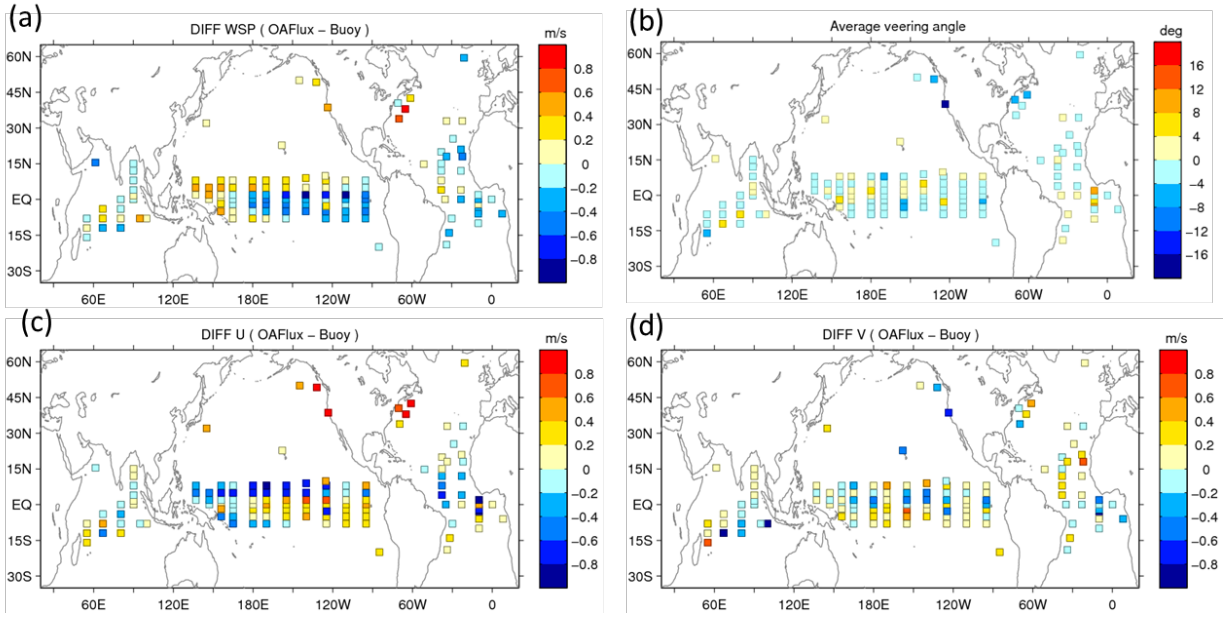 (a)
DIFF WSP ( OAFlux – Buoy )
m/s
60N
45N
30N
15N
EQ
15S
30S
60E 120E 180E 120W 60W 0
0.8
0.6
0.4
0.2
0
−0.2
−0.4
−0.6
−0.8
(b)
Average veering angle
deg
60N
45N
30N
15N
EQ
15S
30S
60E 120E 180E 120W 60W 0
16
12
8
4
0
−4
−8
−12
−16
(c)
DIFF U ( OAFlux – Buoy )
m/s
60N
45N
30N
15N
EQ
15S
30S
60E 120E 180E 120W 60W 0
0.8
0.6
0.4
0.2
0
−0.2
−0.4
−0.6
−0.8
(d)
DIFF V ( OAFlux – Buoy )
m/s
60N
45N
30N
15N
EQ
15S
30S
60E 120E 180E 120W 60W 0
0.8
0.6
0.4
0.2
0
−0.2
−0.4
−0.6
−0.8